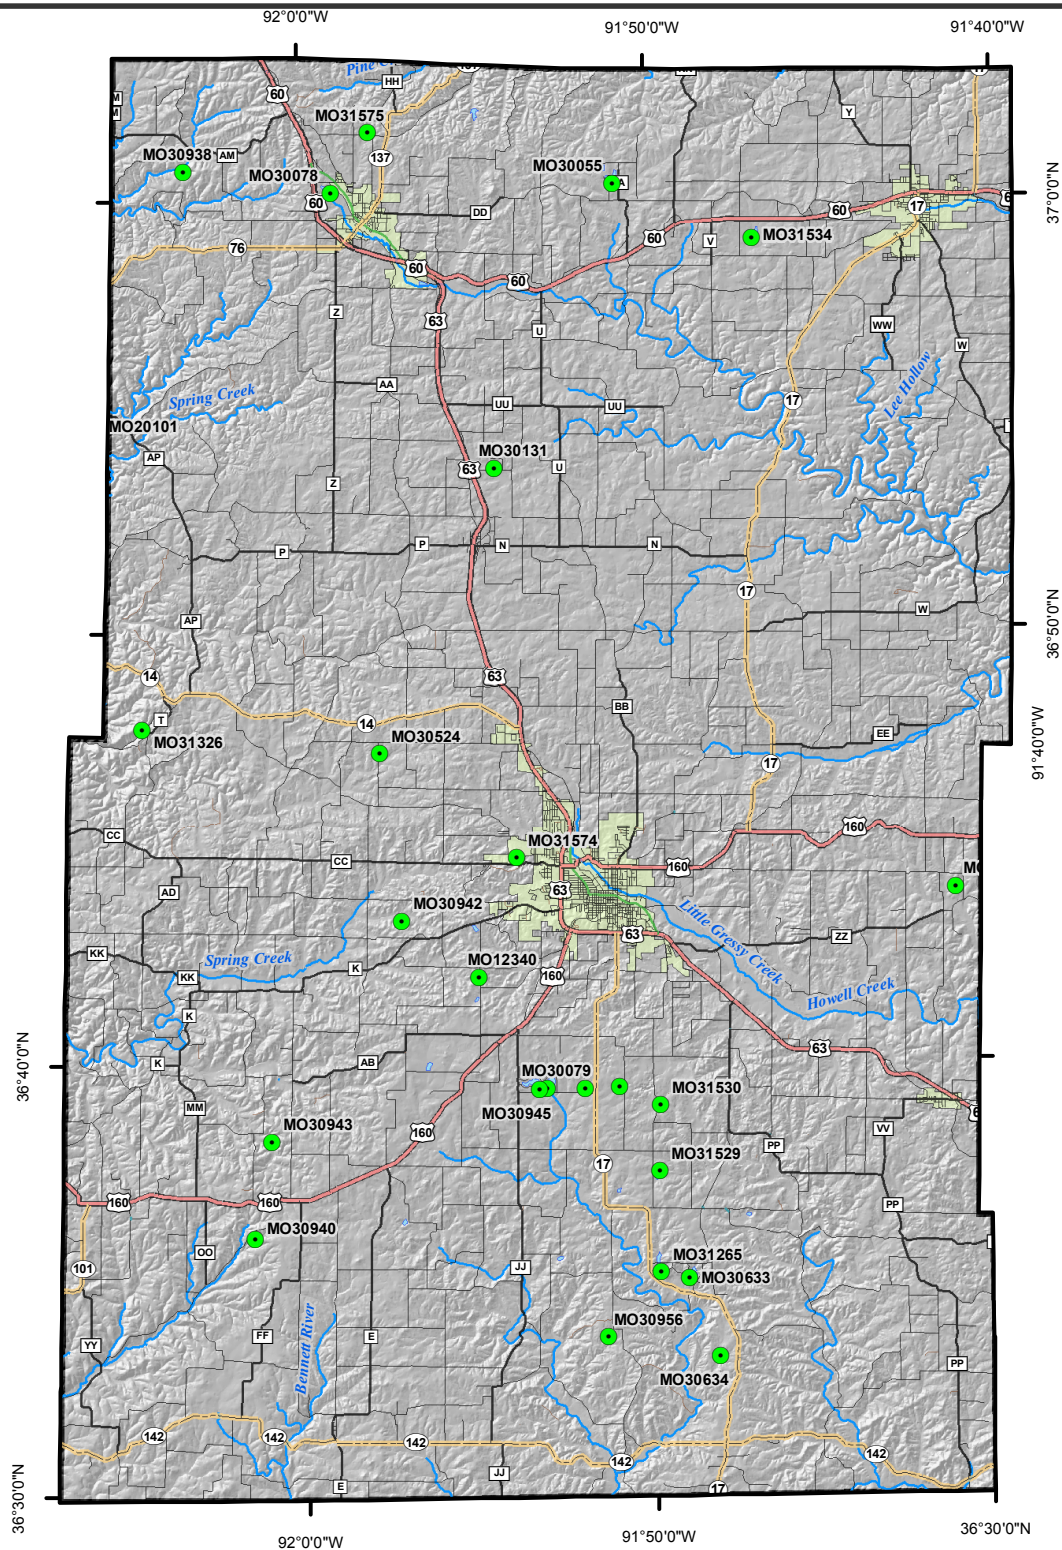 92°0'0"W
91°50'0"W
91°40'0"W
Pine
HH
60
MO31575
Y
137
MO30938
AM
MO30078
MO30055
A
37°0'0"N
60
DD
60
17
MO31534
76
60
V
60
60
Z
63
U
WW
W
Lee Hollow
AA
Spring Creek
UU
UU
17
MO20101
AP
MO30131
63
U
Z
P
P
N
N
17
W
AP
36°50'0"N
14
63
T
14
BB
MO31326
MO30524
EE
91°40'0"W
17
CC
CC
MO31574
160
160
AD
63
MO30942
Little Gressy Creek
63
ZZ
KK
Spring Creek
KK
K
MO12340
160
Howell Creek
K
36°40'0"N
K
AB
63
MO30079
MO31530
MO30945
MM
MO30943
160
VV
PP
17
MO31529
160
160
PP
MO30940
OO
101
JJ
MO31265
MO30633
Bennett River
MO30956
FF
E
YY
PP
MO30634
142
142
142
142
142
E
JJ
17
36°30'0"N
92°0'0"W
91°50'0"W
36°30'0"N